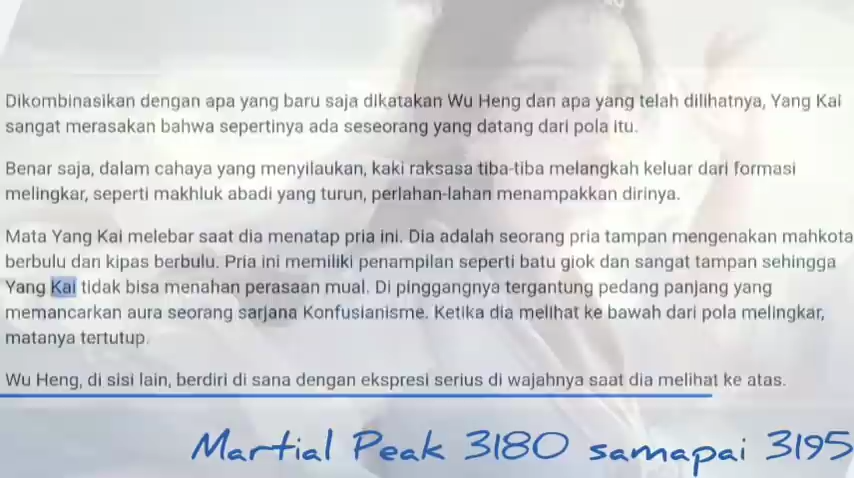 Dikombinasikan dengan apa yang baru saja dikatakan Wu Heng dan apa yang telah dilihatnya, Yang Kai
sangat merasakan bahwa sepertinya ada seseorang yang datang dari pola itu.
Benar saja, dalam cahaya yang menyilaukan, kaki raksasa tiba-tiba melangkah keluar dari formasi
melingkar, seperti makhluk abadi yang turun, perlahan-lahan menampakkan dirinya.
Mata Yang Kai melebar saat dia menatap pria ini. Dia adalah seorang pria tampan mengenakan mahkota
berbulu dan kipas berbulu. Pria ini memiliki penampilan seperti batu giok dan sangat tampan sehingga
Yang Kai tidak bisa menahan perasaan mual. Di pinggangnya tergantung pedang panjang yang
memancarkan aura seorang sarjana Konfusianisme. Ketika dia melihat ke bawah dari pola melingkar,
matanya tertutup.
Wu Heng, di sisi lain, berdiri di sana dengan ekspresi serius di wajahnya saat dia melihat ke atas.
Martial Peak 3180 samapai 3195